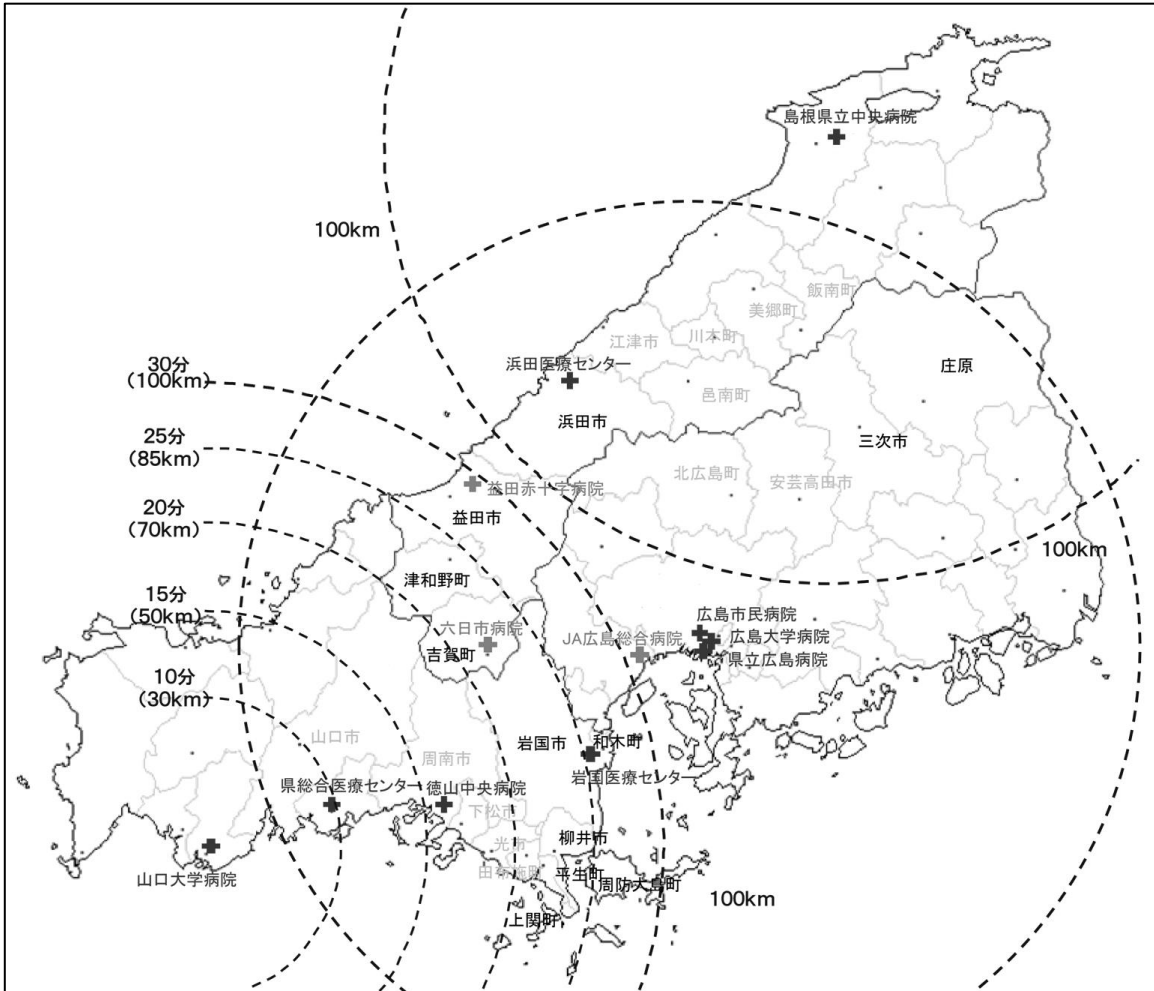 島根県立中央病院
100km
飯南町
美郷町
江津市
川本町
浜田医療センター
庄原
30分
(100km)
邑南町
浜田市
25分
(85km)
三次市
北広島町
安芸高田市
益田赤十字病院
益田市
20分
(70km)
100km
津和野町
15分
(50km)
広島市民病院
六日市病院
JA広島総合病院
広島大学病院
吉賀町
県立広島病院
10分
(30km)
山口市
周南市
岩国市
和木町
岩国医療センター
県総合医療センター
徳山中央病院
下松市
柳井市
光市
山口大学病院
由布施町
平生町
周防大島町
100km
上関町